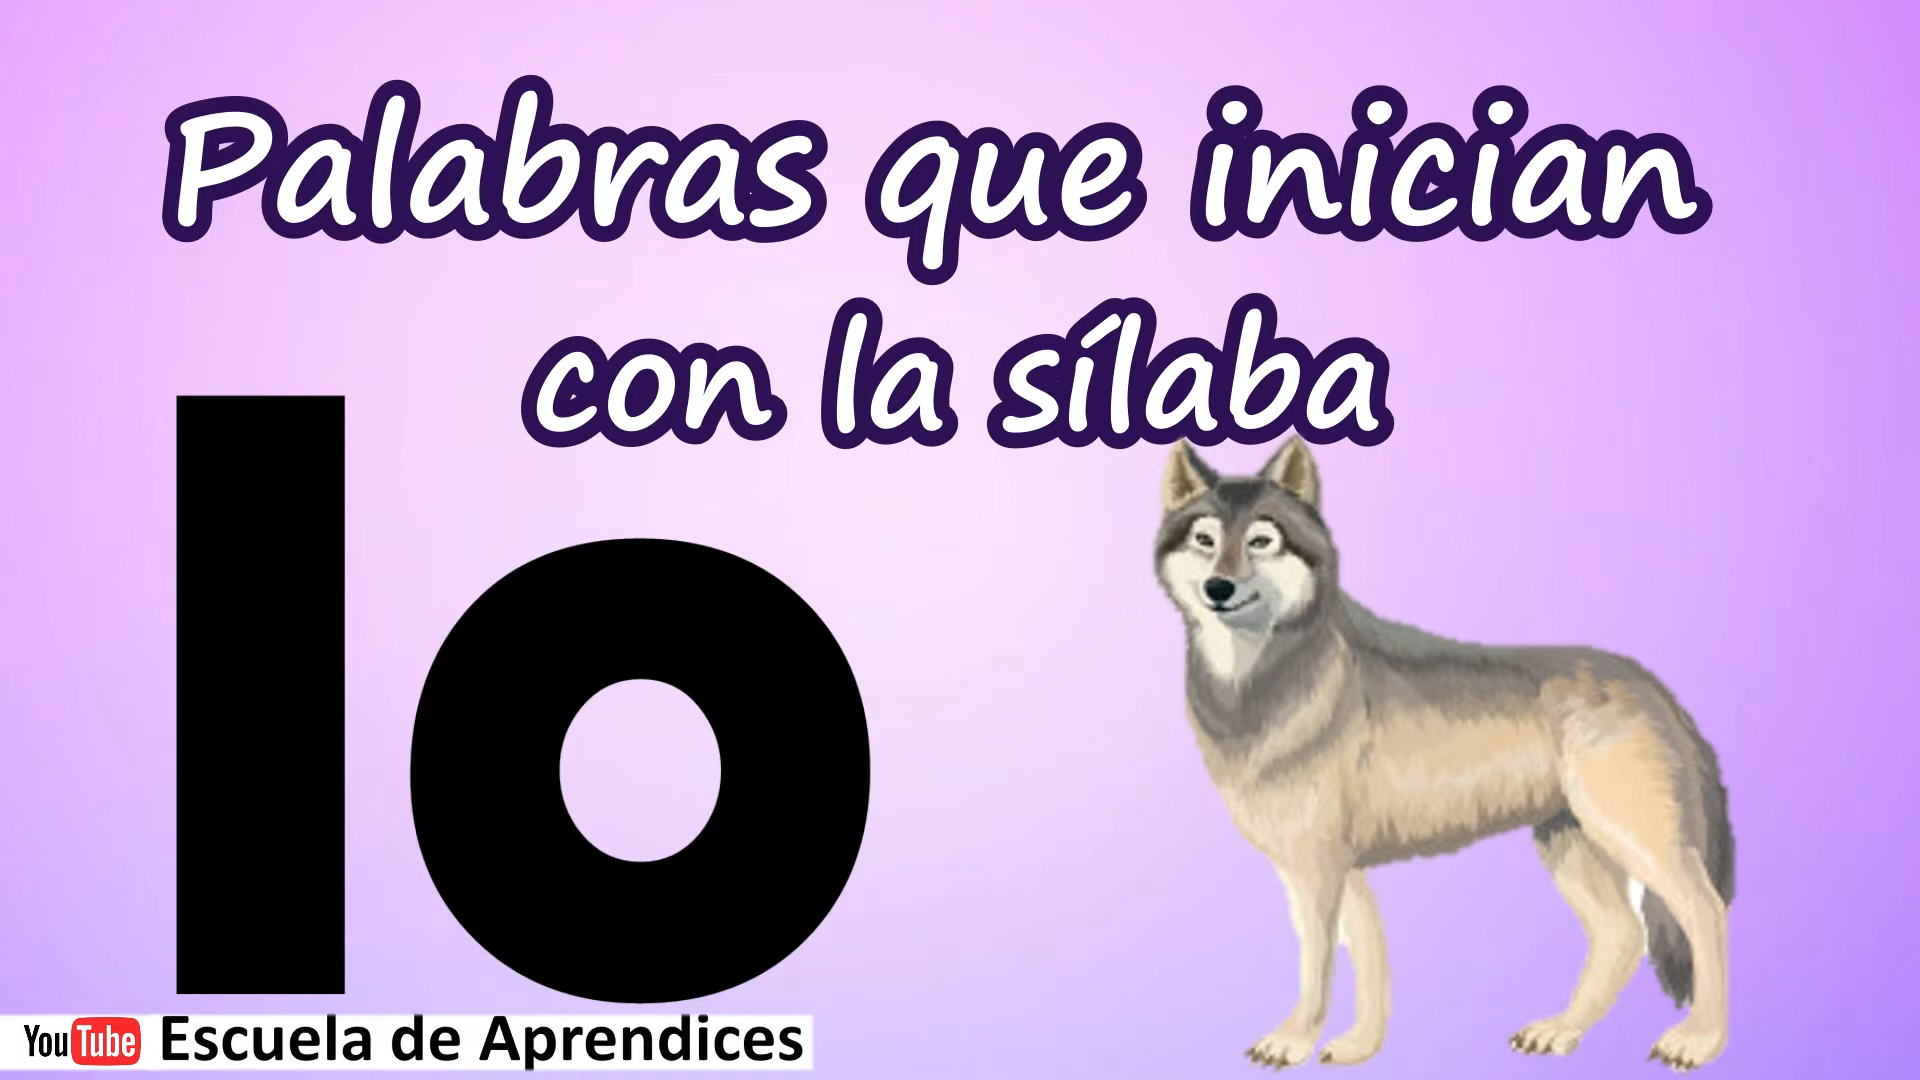 Palabras que inician
con la sílaba
lo
YouTube Escuela de Aprendices